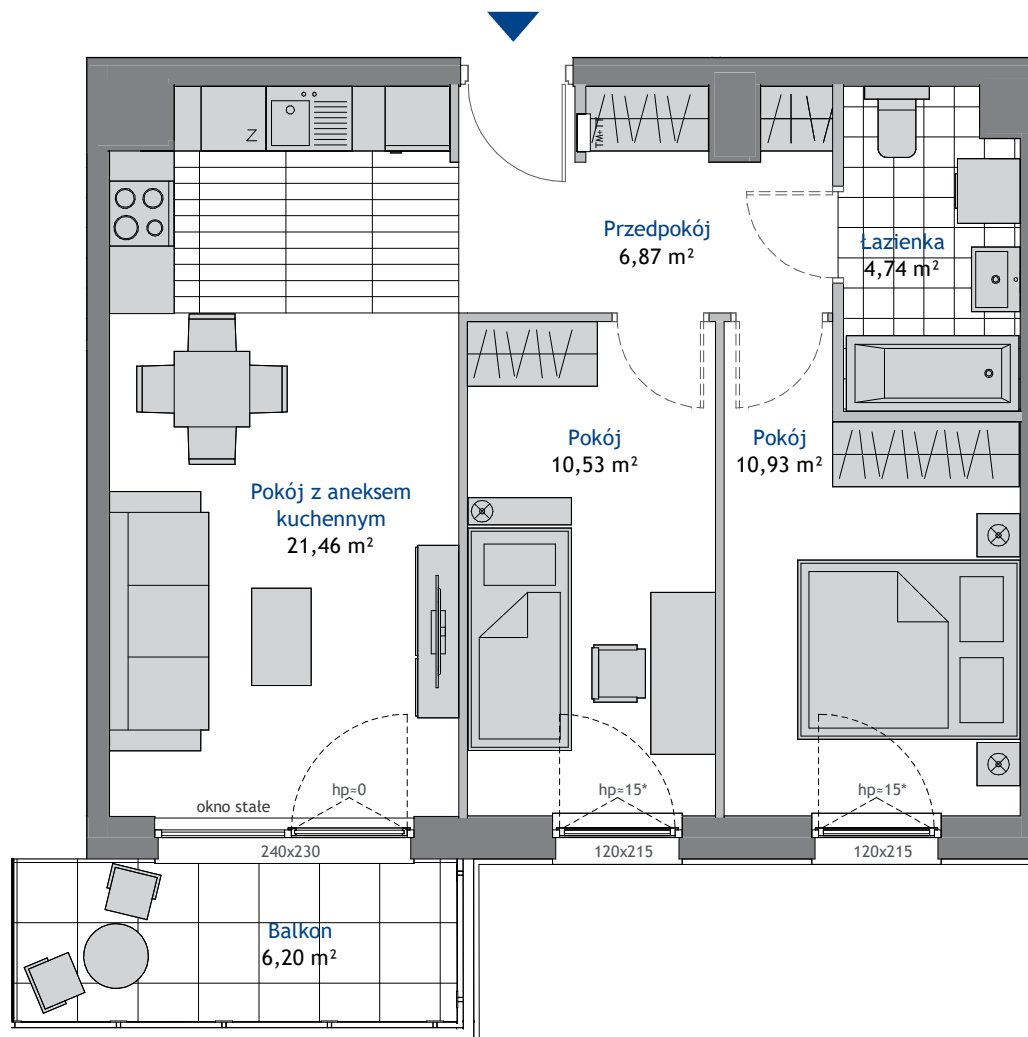 Z
TM+TT
Przedpokój
6,87 m²
Łazienka
4,74 m²
Pokój
10,53 m²
Pokój
10,93 m²
Pokój z aneksem
kuchennym
21,46 m²
okno stałe
hp≈0
hp≈15*
hp≈15*
240x230
120x215
120x215
Balkon
6,20 m²